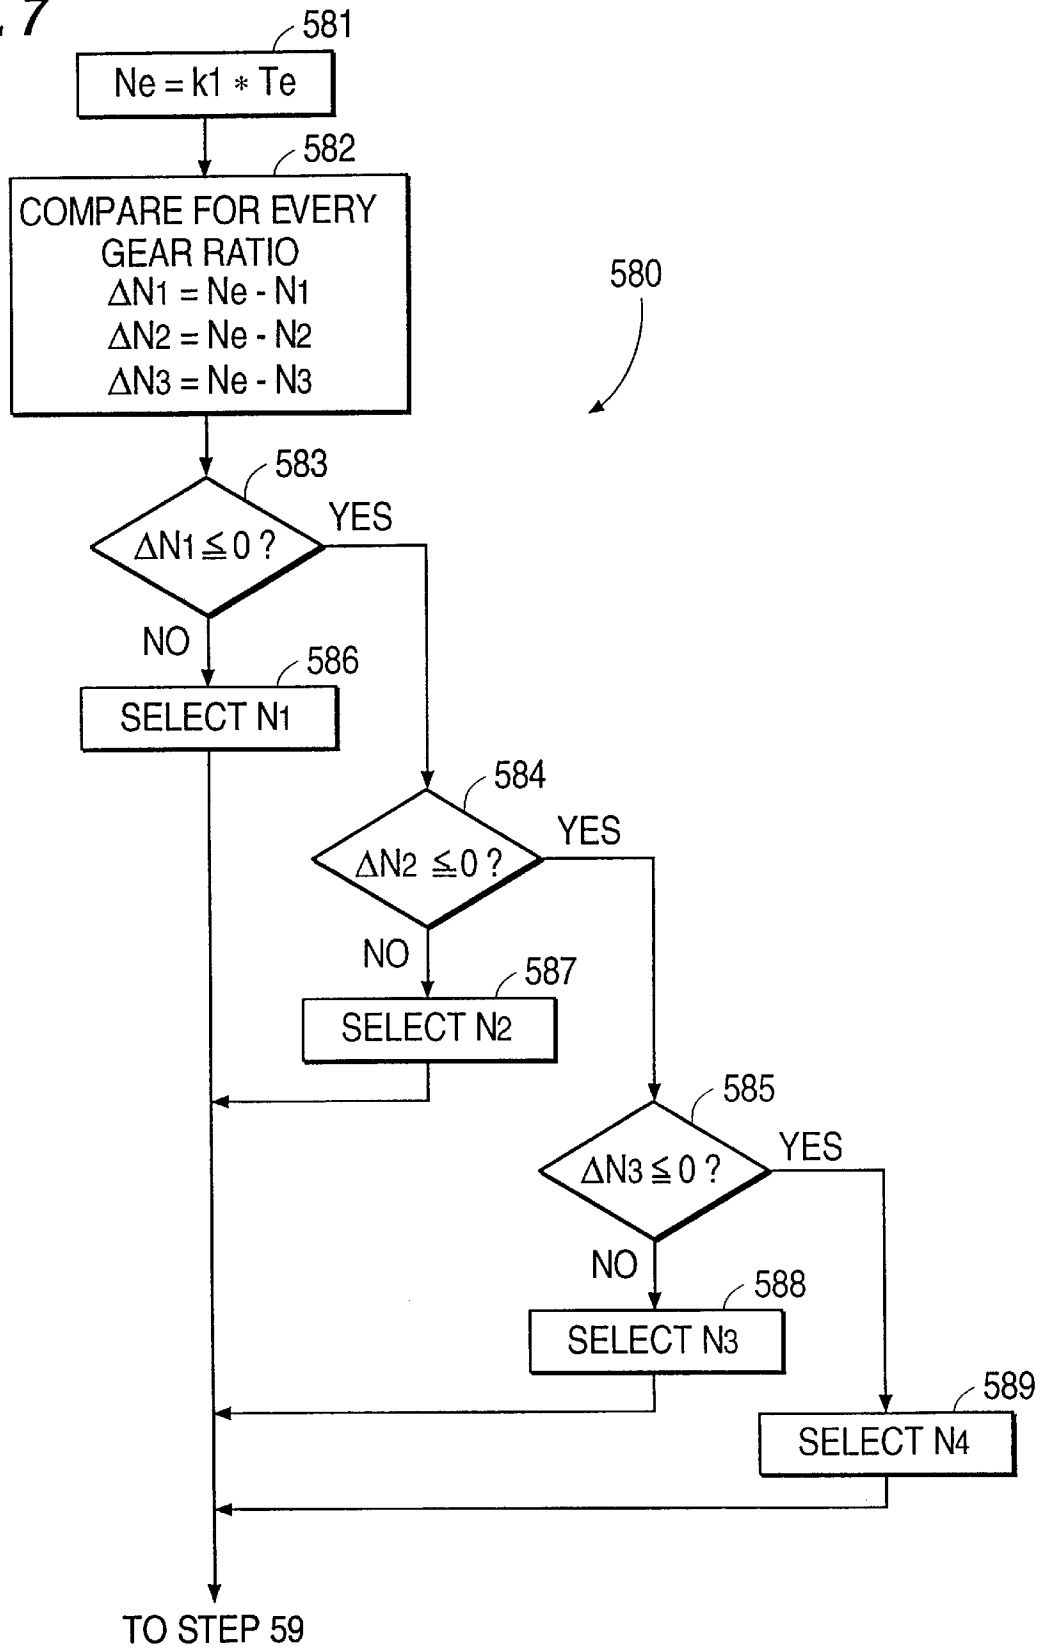 . 7
581
Ne = k1 * Te
582
COMPARE FOR EVERY
GEAR RATIO
ΔN1 = Ne - N1
ΔN2 = Ne - N2
ΔN3 = Ne - N3
580
583
ΔN1 ≦ 0 ?
YES
NO
586
SELECT N1
584
ΔN2 ≦ 0 ?
YES
NO
587
SELECT N2
585
ΔN3 ≦ 0 ?
YES
NO
588
SELECT N3
589
SELECT N4
TO STEP 59